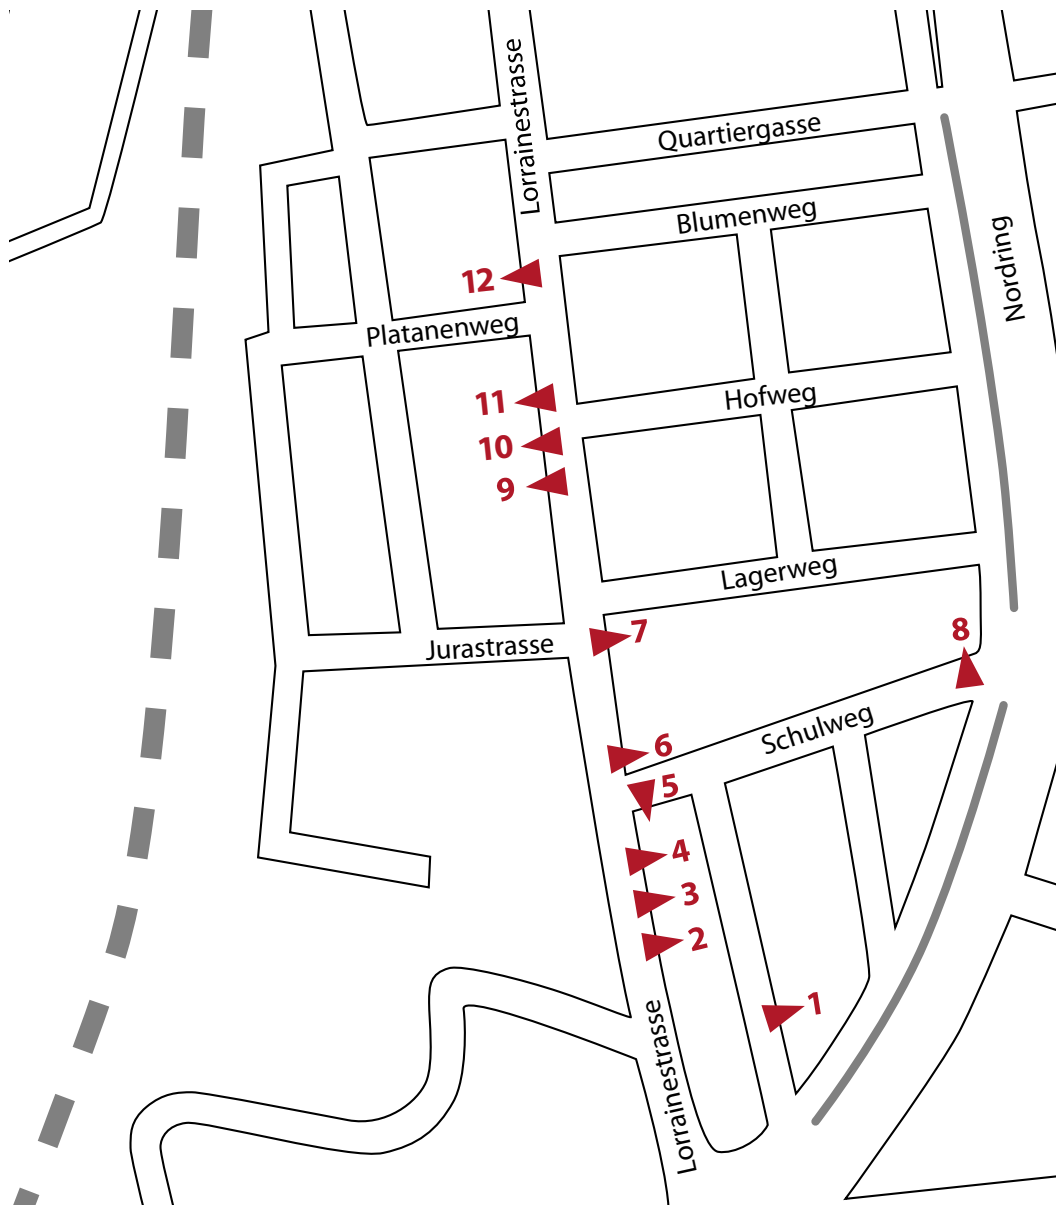 Lorrainestrasse
Quartiergasse
Blumenweg
Nordring
12
Platanenweg
11
Hofweg
10
9
Lagerweg
7
8
Jurastrasse
Schulweg
6
5
4
3
2
1
Lorrainestrasse